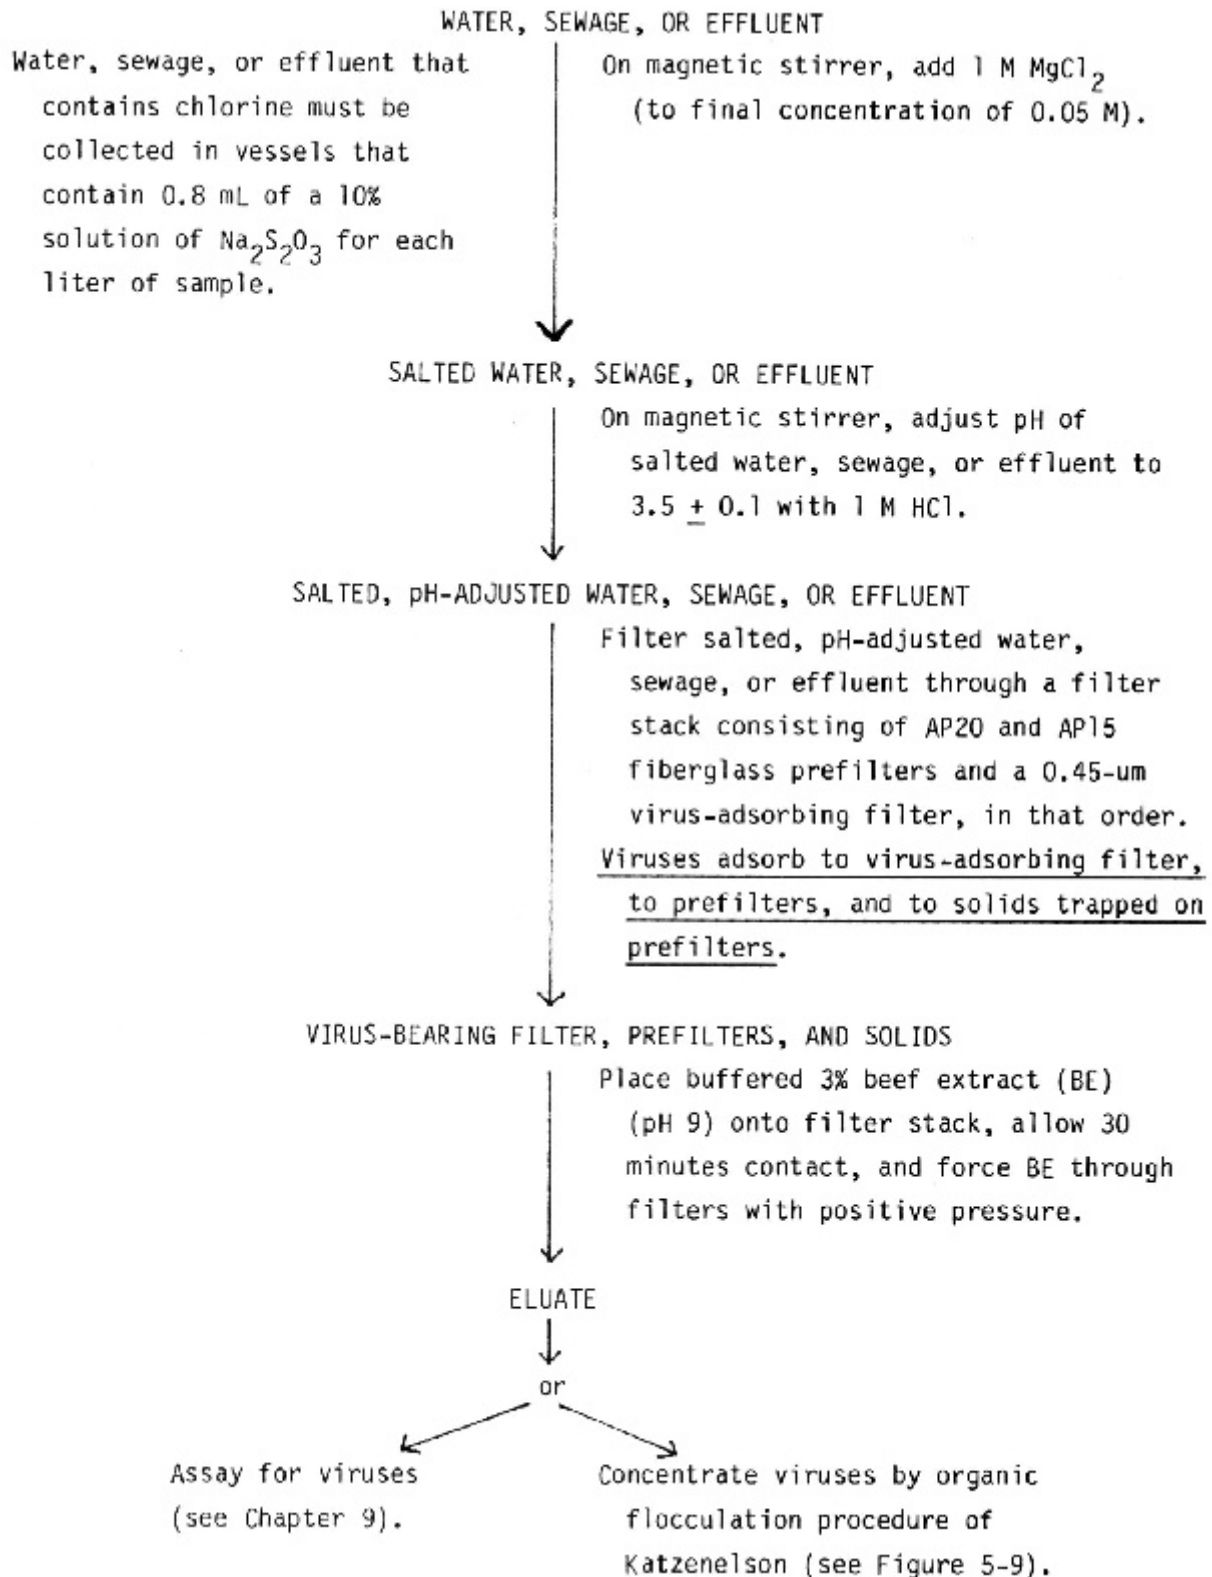 WATER, SEWAGE, OR EFFLUENT
Water, sewage, or effluent that
contains chlorine must be
collected in vessels that
contain 0.8 mL of a 10%
solution of Na2S2O3 for each
liter of sample.
On magnetic stirrer, add 1 M MgCl2
(to final concentration of 0.05 M).
SALTED WATER, SEWAGE, OR EFFLUENT
On magnetic stirrer, adjust pH of
salted water, sewage, or effluent to
3.5 ± 0.1 with 1 M HCl.
SALTED, pH-ADJUSTED WATER, SEWAGE, OR EFFLUENT
Filter salted, pH-adjusted water,
sewage, or effluent through a filter
stack consisting of AP20 and AP15
fiberglass prefilters and a 0.45-um
virus-adsorbing filter, in that order.
Viruses adsorb to virus-adsorbing filter,
to prefilters, and to solids trapped on
prefilters.
VIRUS-BEARING FILTER, PREFILTERS, AND SOLIDS
Place buffered 3% beef extract (BE)
(pH 9) onto filter stack, allow 30
minutes contact, and force BE through
filters with positive pressure.
ELUATE
or
Assay for viruses
(see Chapter 9).
Concentrate viruses by organic
flocculation procedure of
Katzenelson (see Figure 5-9).